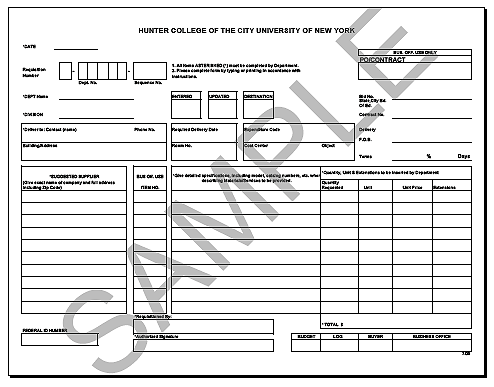 HUNTER COLLEGE OF THE CITY UNIVERSITY OF NEW YORK
*DATE
BUS. OFF. USE ONLY
PO/CONTRACT
Requisition
Number
Dept. No.
Sequence No.
1. All items ASTERISKED (*) must be completed by Department.
2. Please complete form by typing or printing in accordance with
instructions.
*DEPT Name
ENTERED
UPDATED
DESTINATION
Bid No.
State, City Bd.
Of Ed.
*DIVISION
Contract No.
*Deliver to: Contact (name)
Phone No.
Required Delivery Date
Expenditure Code
Delivery
F.O.B.
Building/Address
Room No.
Cost Center
Object
Terms
%
Days
*SUGGESTED SUPPLIER
(Give exact name of company and full address
including Zip Code)
BUS OF. USE
ITEM NO.
*Give detailed specifications, including model, catalog numbers, etc. when
describing materials/services to be provided.
*Quantity, Unit & Extensions to be inserted by Department
Quantity
Requested
Unit
Unit Price
Extensions
*Requisitioned By:
*TOTAL $
FEDERAL ID NUMBER
*Authorized Signature
BUDGET
LOG
BUYER
BUSINESS OFFICE
SAMPLE